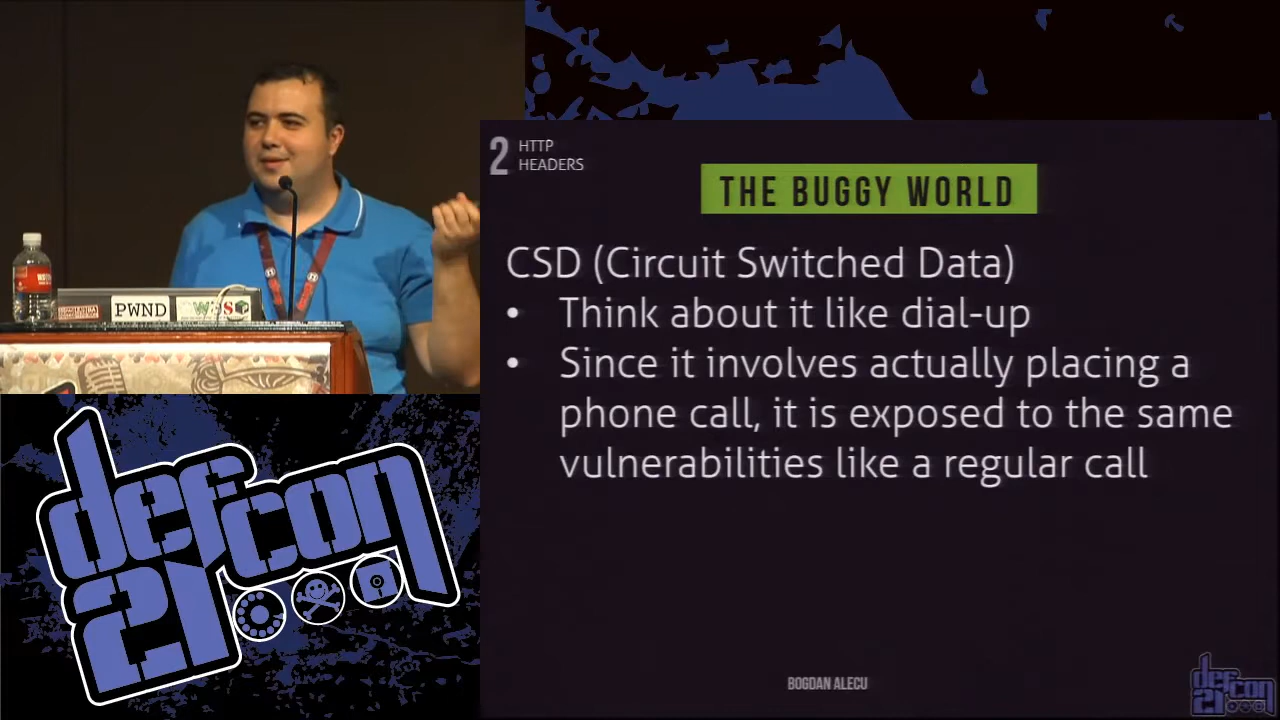 2
HTTP
HEADERS
THE BUGGY WORLD
CSD (Circuit Switched Data)
• Think about it like dial-up
• Since it involves actually placing a
phone call, it is exposed to the same
vulnerabilities like a regular call
BOGDAN ALECU
PWND
defcon
21
defcon
21